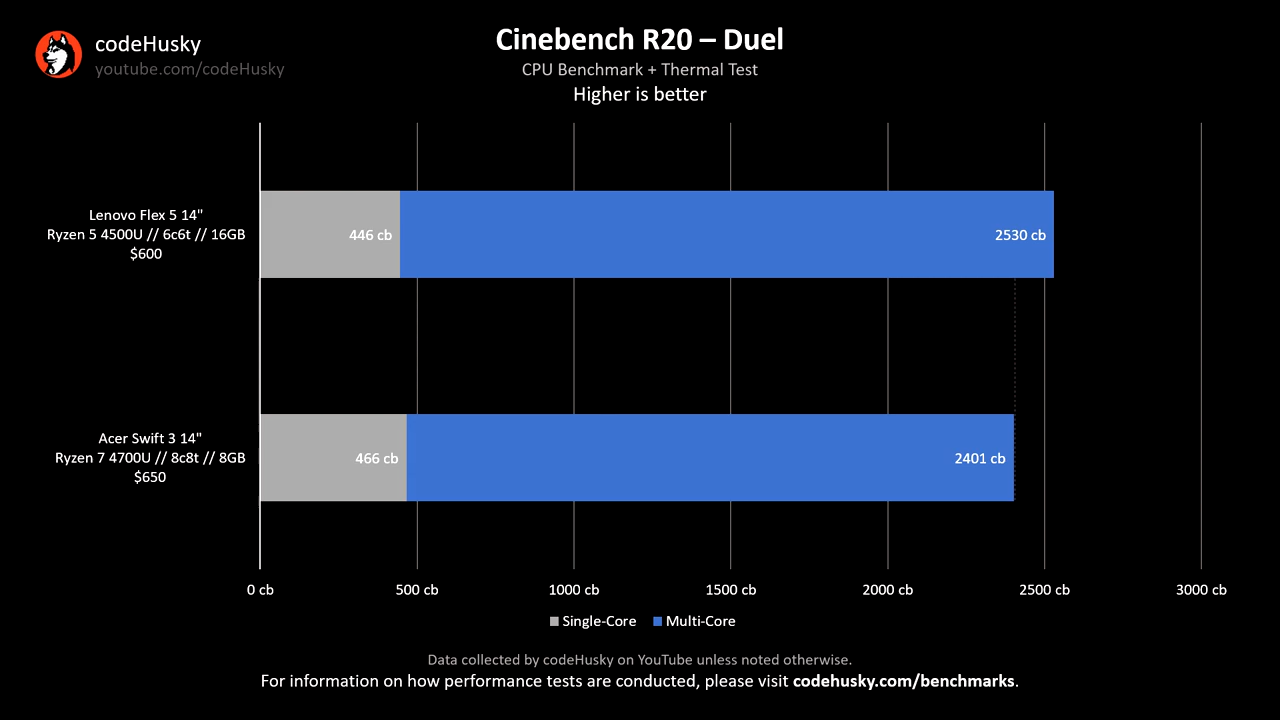 codeHusky
youtube.com/codeHusky
Cinebench R20 – Duel
CPU Benchmark + Thermal Test
Higher is better
Lenovo Flex 5 14"
Ryzen 5 4500U // 6c6t // 16GB
$600
446 cb
2530 cb
Acer Swift 3 14"
Ryzen 7 4700U // 8c8t // 8GB
$650
466 cb
2401 cb
0 cb 500 cb 1000 cb 1500 cb 2000 cb 2500 cb 3000 cb
Single-Core Multi-Core
Data collected by codeHusky on YouTube unless noted otherwise.
For information on how performance tests are conducted, please visit codehusky.com/benchmarks.